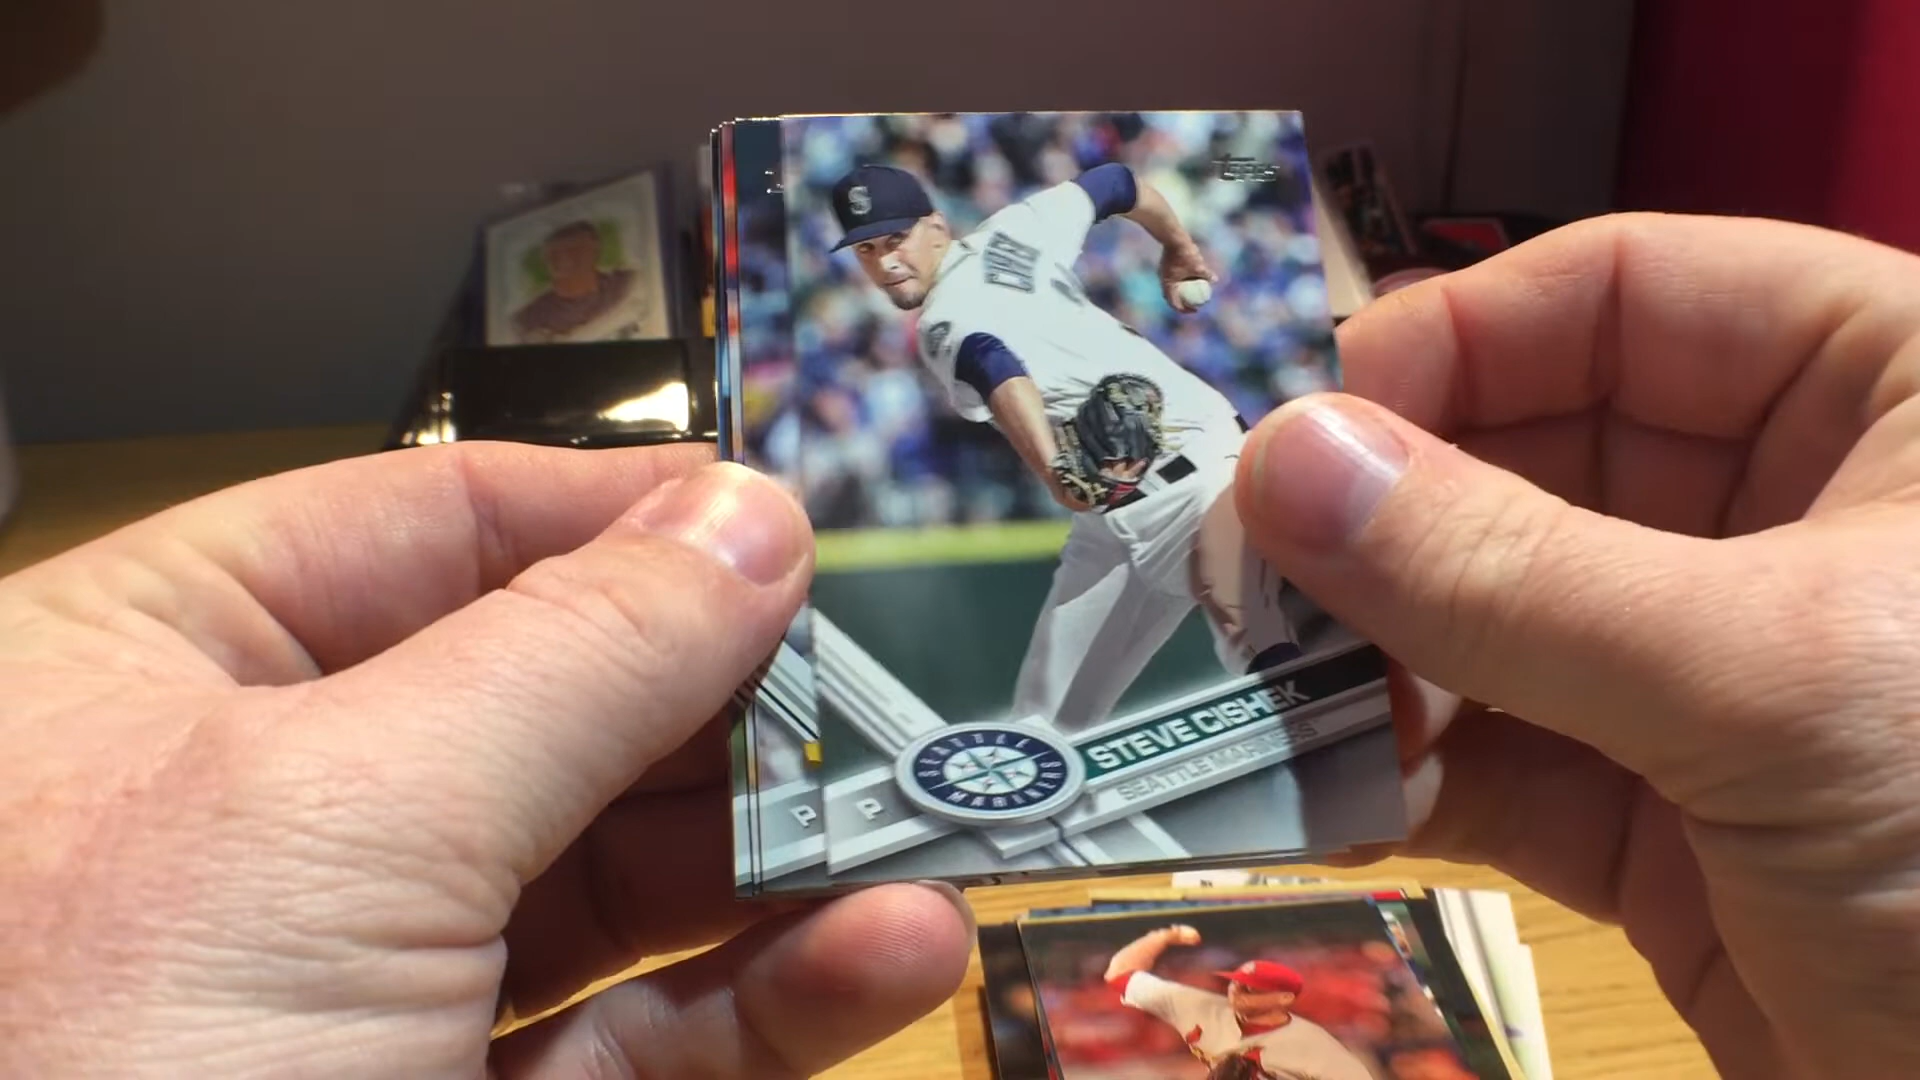 Topps
S
STEVE CISHEK
SEATTLE MARINERS
SEATTLE
MARINERS
P P